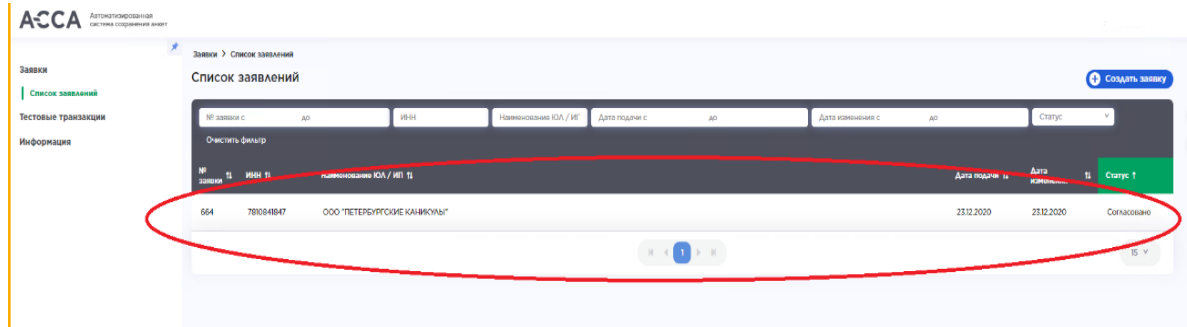 АССА Автоматизированная
система сохранения анкет
Заявки > Список заявлений
Заявки
Список заявлений
Список заявлений
Создать заявку
Тестовые транзакции
Информация
№ заявки с до ИНН Наименование ЮЛ / ИП Дата подачи с до Дата изменения с до Статус
Очистить фильтр
№
заявки ИНН Наименование ЮЛ / ИП Дата подачи Дата Статус
664 7810841847 ООО "ПЕТЕРБУРГСКИЕ КАНИКУЛЫ" 23.12.2020 23.12.2020 Согласовано
1 15